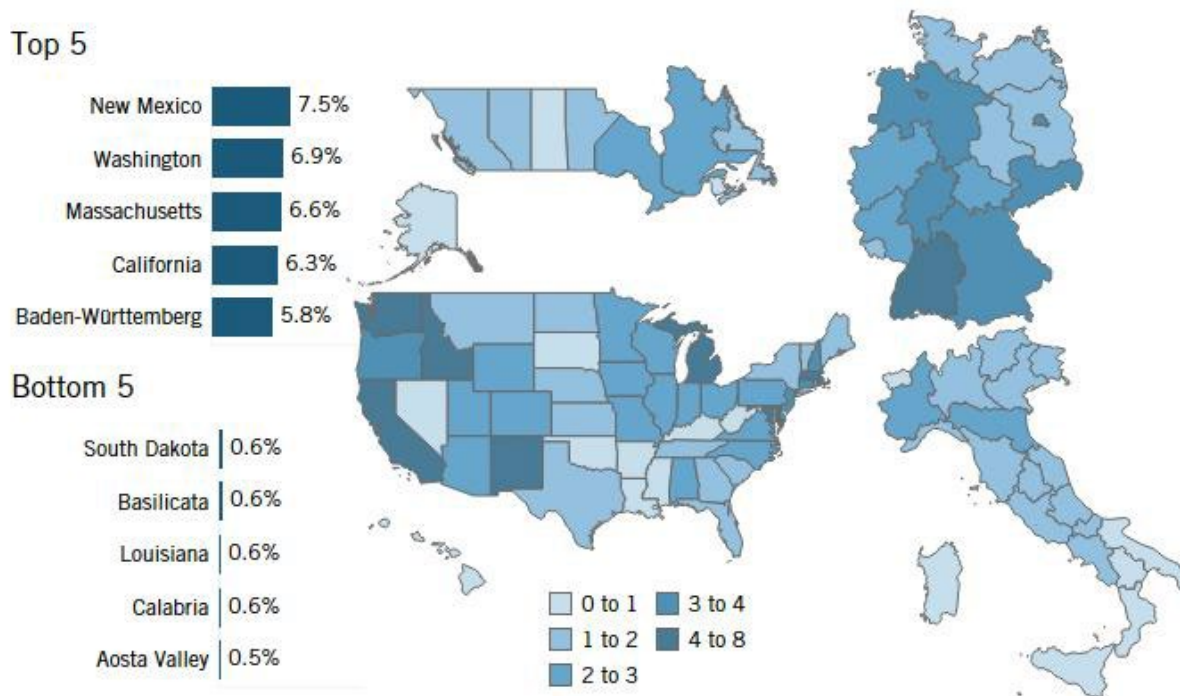 Top 5
New Mexico 7.5%
Washington 6.9%
Massachusetts 6.6%
California 6.3%
Baden-Württemberg 5.8%
Bottom 5
South Dakota 0.6%
Basilicata 0.6%
Louisiana 0.6%
Calabria 0.6%
Aosta Valley 0.5%
0 to 1 3 to 4
1 to 2 4 to 8
2 to 3